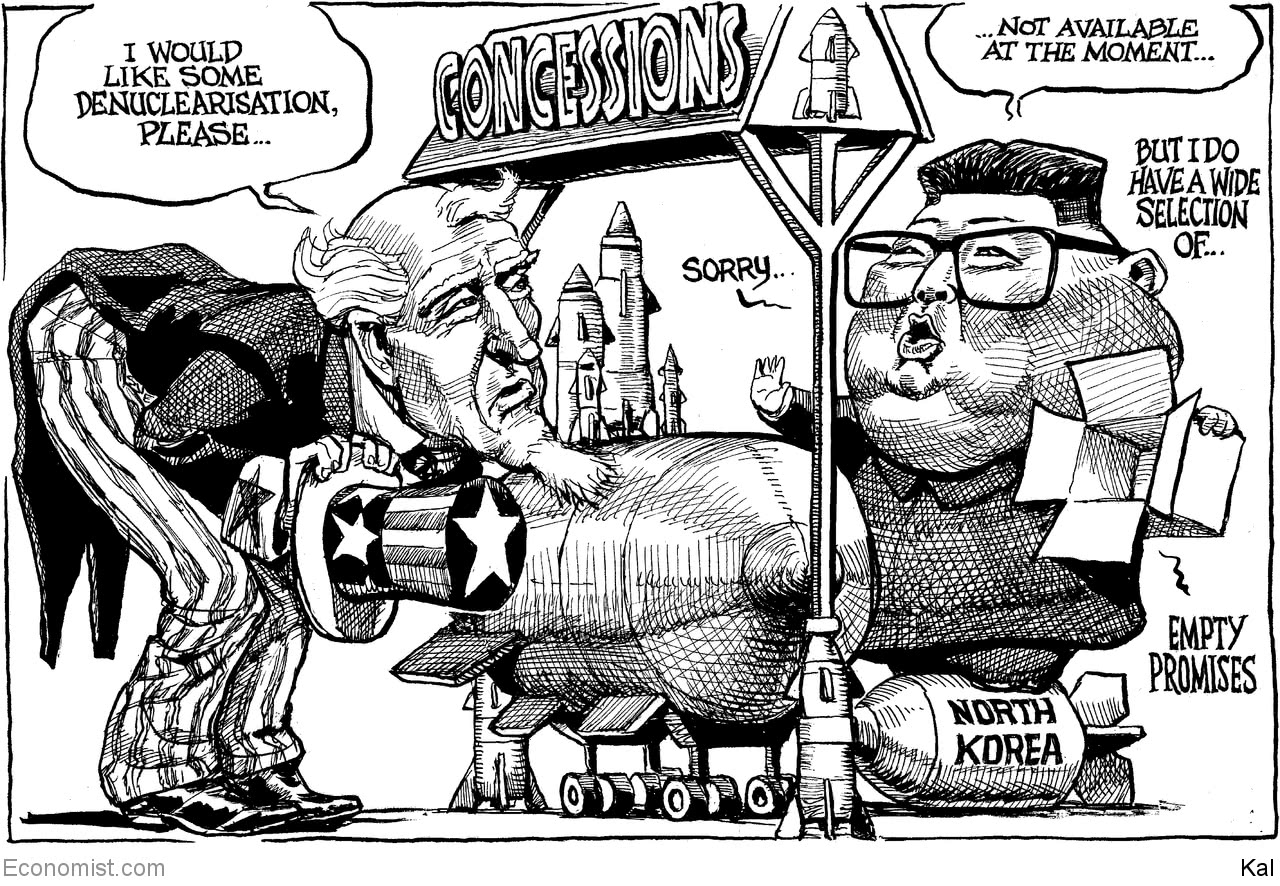 I WOULD
LIKE SOME
DENUCLEARISATION,
PLEASE...
CONCESSIONS
SORRY...
...NOT AVAILABLE
AT THE MOMENT...
BUT I DO
HAVE A WIDE
SELECTION
OF...
EMPTY
PROMISES
NORTH
KOREA
Economist.com
Kal